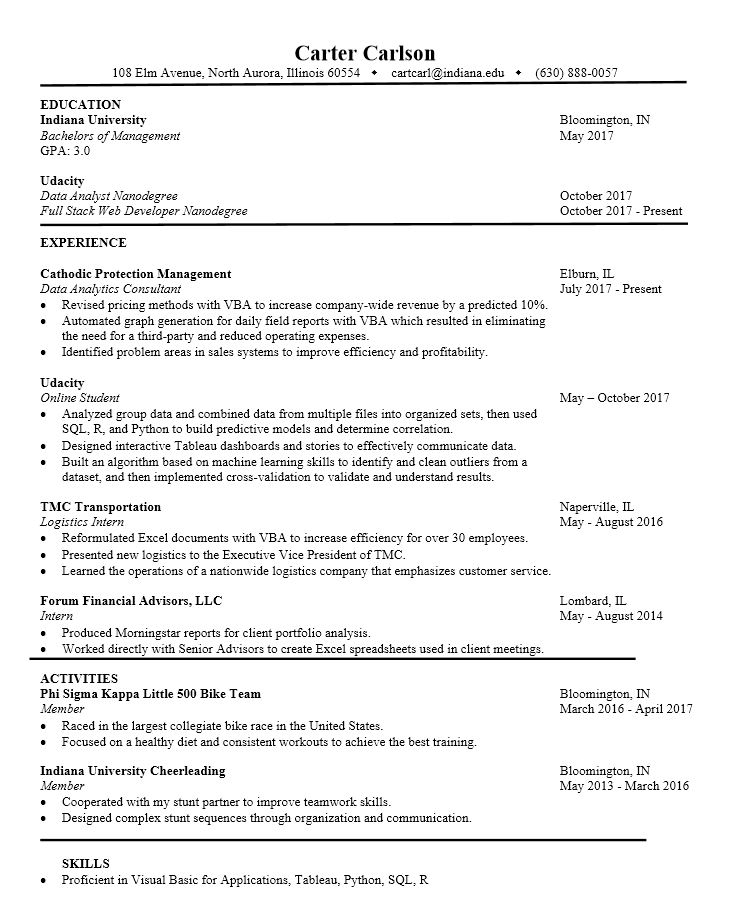 Carter Carlson
108 Elm Avenue, North Aurora, Illinois 60554 ◆ cartcarl@indiana.edu ◆ (630) 888-0057
EDUCATION
Indiana University Bloomington, IN
Bachelors of Management May 2017
GPA: 3.0
Udacity
Data Analyst Nanodegree October 2017
Full Stack Web Developer Nanodegree October 2017 - Present
EXPERIENCE
Cathodic Protection Management Elburn, IL
Data Analytics Consultant July 2017 - Present
• Revised pricing methods with VBA to increase company-wide revenue by a predicted 10%.
• Automated graph generation for daily field reports with VBA which resulted in eliminating
the need for a third-party and reduced operating expenses.
• Identified problem areas in sales systems to improve efficiency and profitability.
Udacity
Online Student May – October 2017
• Analyzed group data and combined data from multiple files into organized sets, then used
SQL, R, and Python to build predictive models and determine correlation.
• Designed interactive Tableau dashboards and stories to effectively communicate data.
• Built an algorithm based on machine learning skills to identify and clean outliers from a
dataset, and then implemented cross-validation to validate and understand results.
TMC Transportation Naperville, IL
Logistics Intern May - August 2016
• Reformulated Excel documents with VBA to increase efficiency for over 30 employees.
• Presented new logistics to the Executive Vice President of TMC.
• Learned the operations of a nationwide logistics company that emphasizes customer service.
Forum Financial Advisors, LLC Lombard, IL
Intern May - August 2014
• Produced Morningstar reports for client portfolio analysis.
• Worked directly with Senior Advisors to create Excel spreadsheets used in client meetings.
ACTIVITIES
Phi Sigma Kappa Little 500 Bike Team Bloomington, IN
Member March 2016 - April 2017
• Raced in the largest collegiate bike race in the United States.
• Focused on a healthy diet and consistent workouts to achieve the best training.
Indiana University Cheerleading Bloomington, IN
Member May 2013 - March 2016
• Cooperated with my stunt partner to improve teamwork skills.
• Designed complex stunt sequences through organization and communication.
SKILLS
• Proficient in Visual Basic for Applications, Tableau, Python, SQL, R